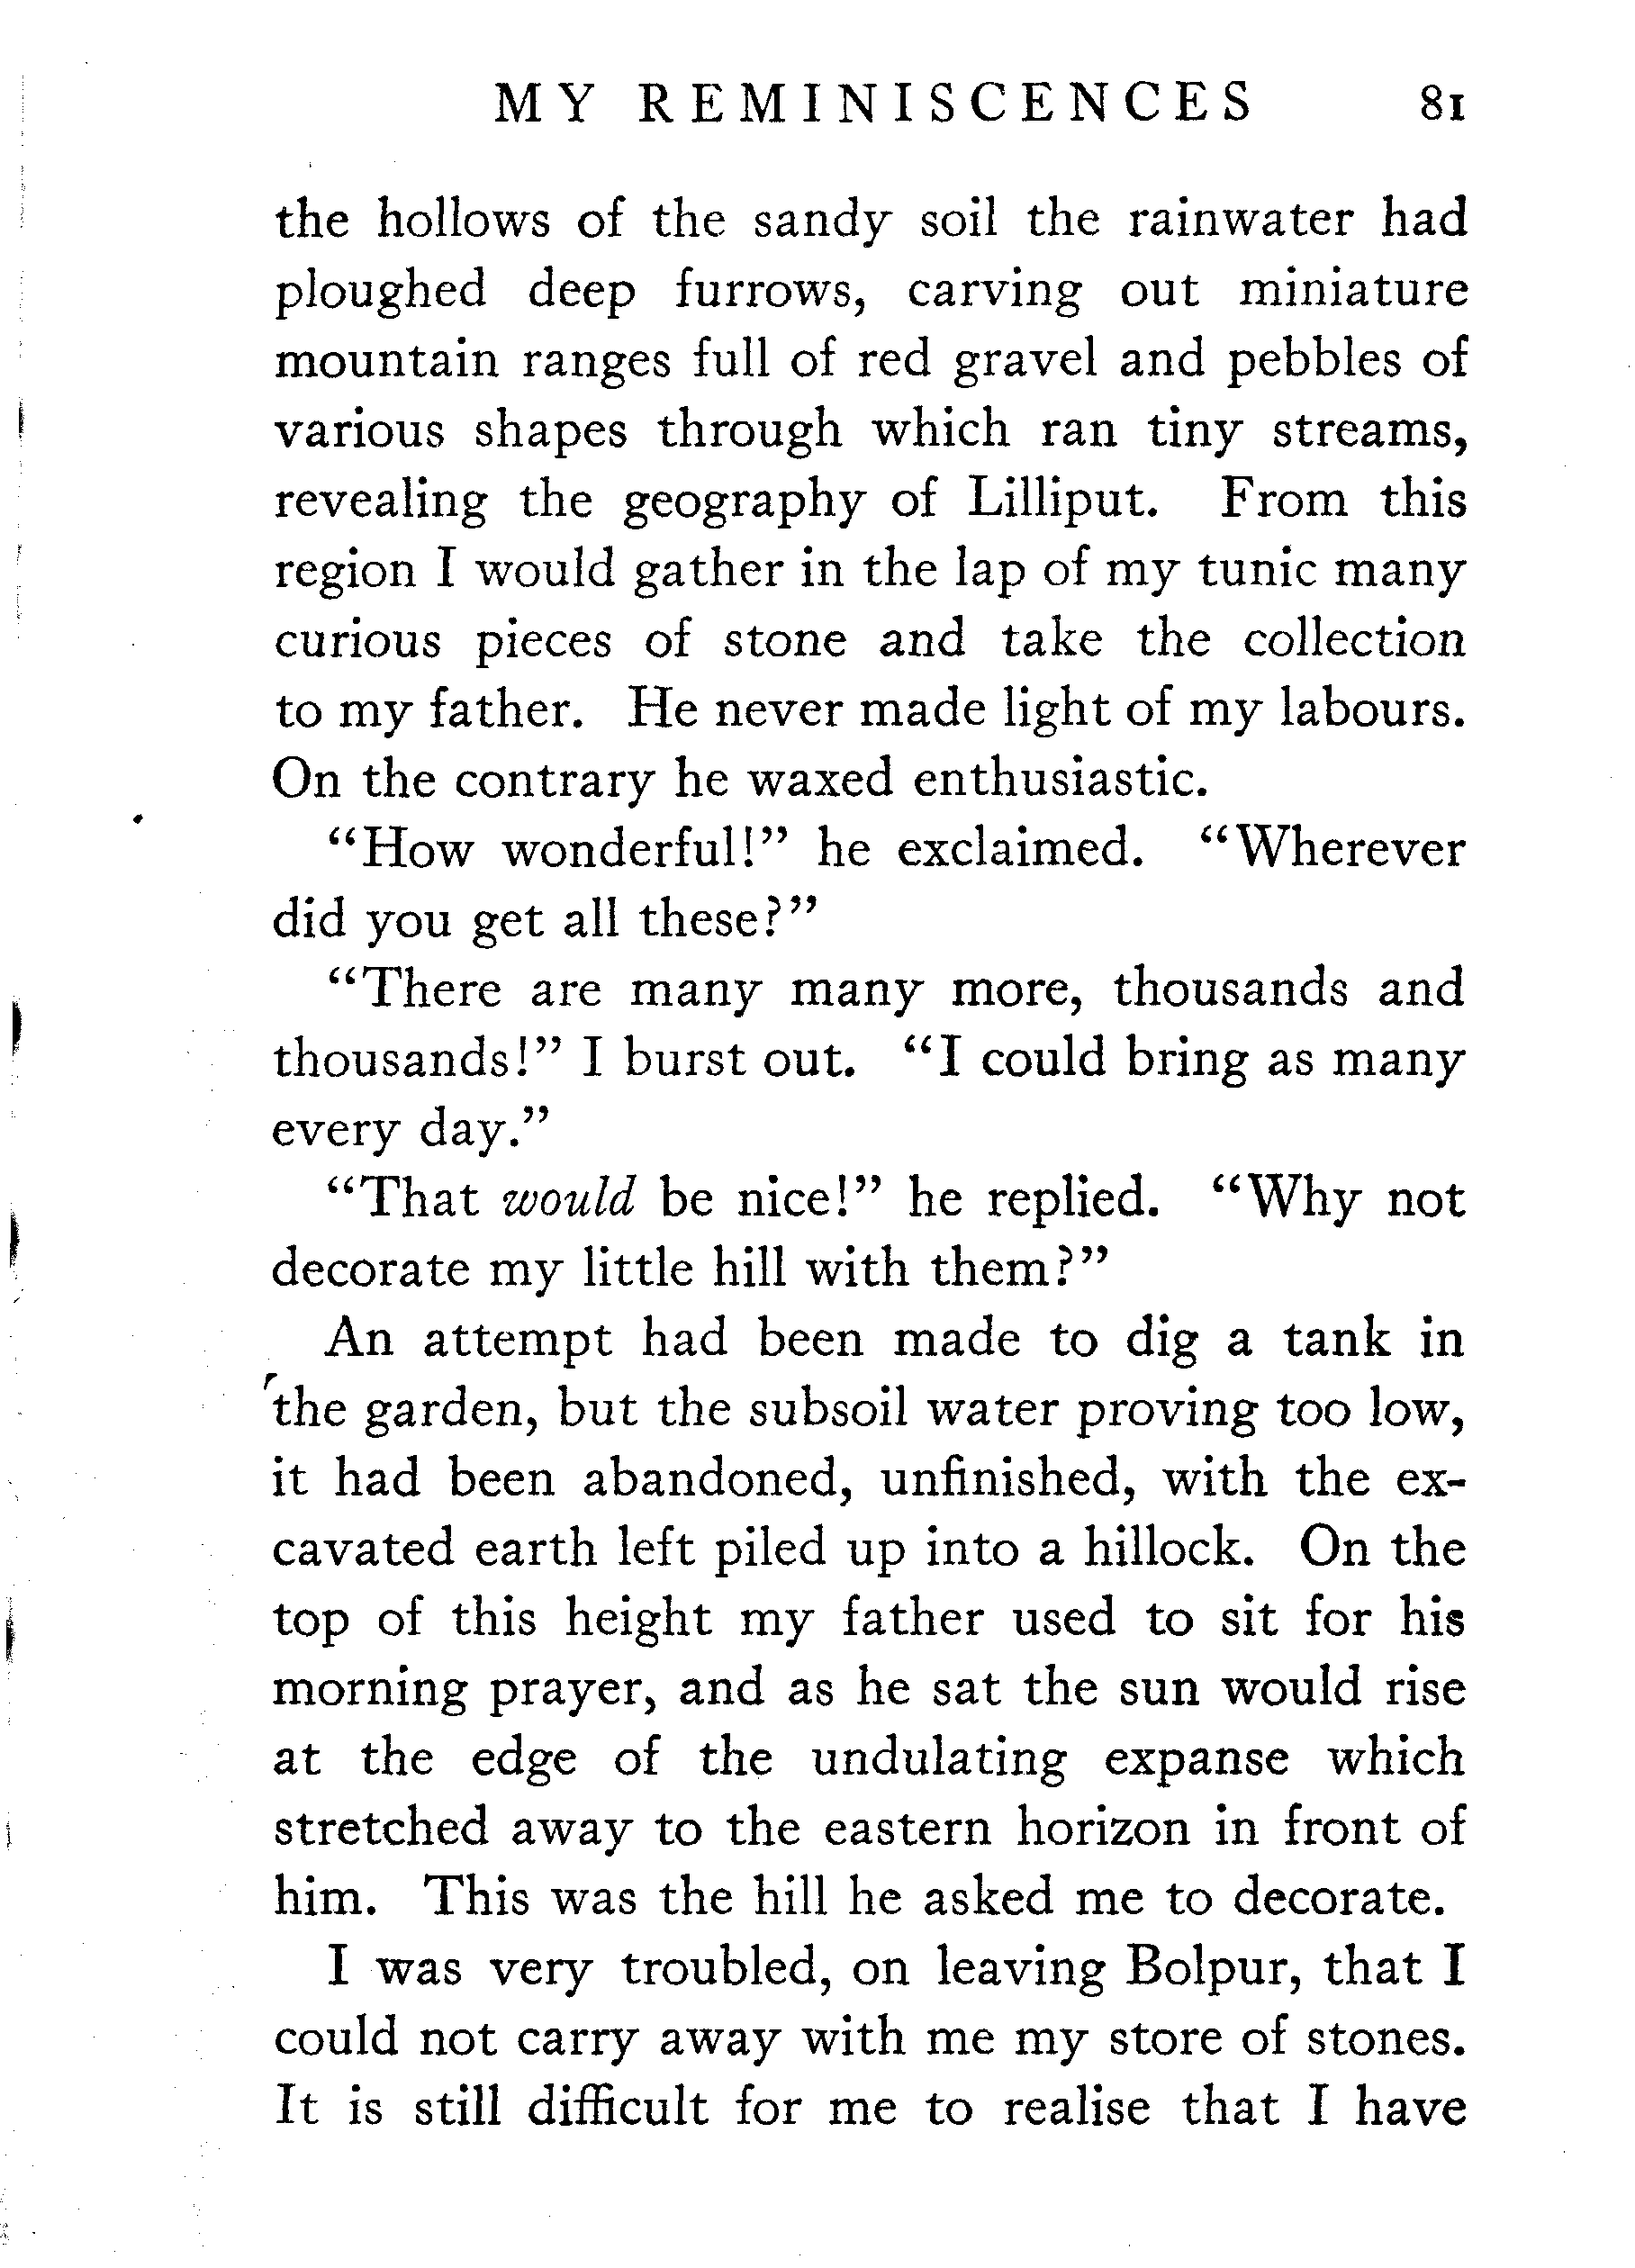 MY REMINISCENCES 81
the hollows of the sandy soil the rainwater had
ploughed deep furrows, carving out miniature
mountain ranges full of red gravel and pebbles of
various shapes through which ran tiny streams,
revealing the geography of Lilliput. From this
region I would gather in the lap of my tunic many
curious pieces of stone and take the collection
to my father. He never made light of my labours.
On the contrary he waxed enthusiastic.
“How wonderful!” he exclaimed. “Wherever
did you get all these?”
“There are many many more, thousands and
thousands!” I burst out. “I could bring as many
every day.”
“That would be nice!” he replied. “Why not
decorate my little hill with them?”
An attempt had been made to dig a tank in
the garden, but the subsoil water proving too low,
it had been abandoned, unfinished, with the ex-
cavated earth left piled up into a hillock. On the
top of this height my father used to sit for his
morning prayer, and as he sat the sun would rise
at the edge of the undulating expanse which
stretched away to the eastern horizon in front of
him. This was the hill he asked me to decorate.
I was very troubled, on leaving Bolpur, that I
could not carry away with me my store of stones.
It is still difficult for me to realise that I have